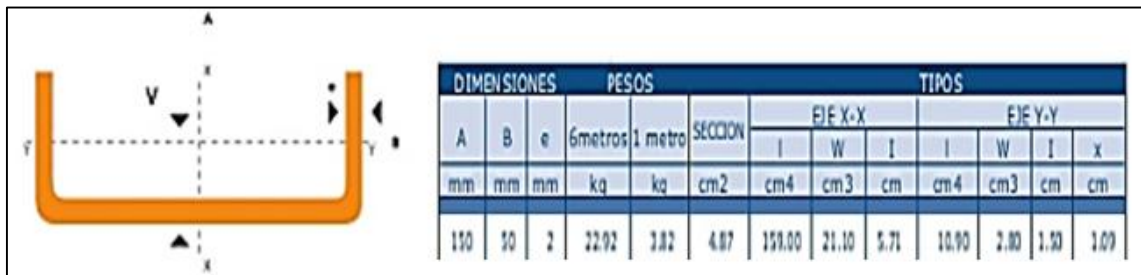 A
X
V
e
Y Y B
X
DIMENSIONES PESOS TIPOS
A B e 6metros 1 metro SECCION EJE X-X EJE Y-Y
I W I I W I x
mm mm mm kg kg cm2 cm4 cm3 cm cm4 cm3 cm cm
150 50 2 22.92 3.82 4.87 159.00 21.10 5.71 10.90 2.80 1.50 1.09